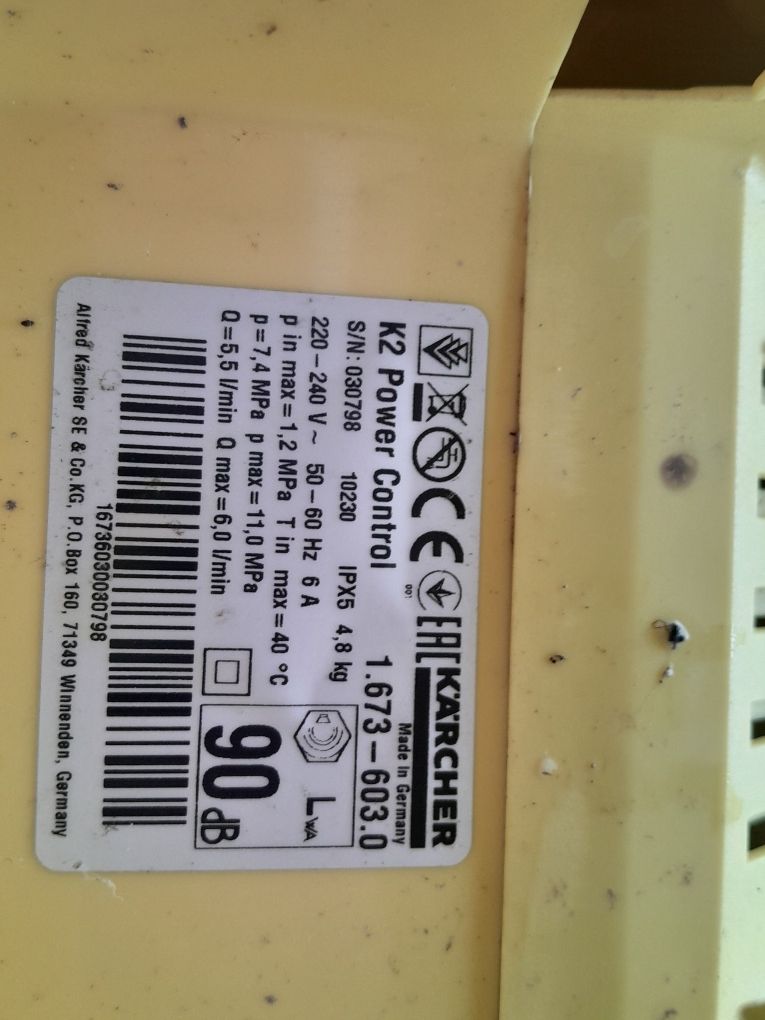 CE 001 EAC KÄRCHER
Made in Germany
K2 Power Control 1.673-603.0
S/N: 030798 10230 IPX5 4,8 kg
220-240 V ~ 50-60 Hz 6 A
p in max=1,2 MPa T in max=40 °C
p=7,4 MPa p max=11,0 MPa
Q=5,5 l/min Q max=6,0 l/min
LWA
90 dB
16736030030798
Alfred Kärcher SE & Co.KG, P.O.Box 160, 71349 Winnenden, Germany